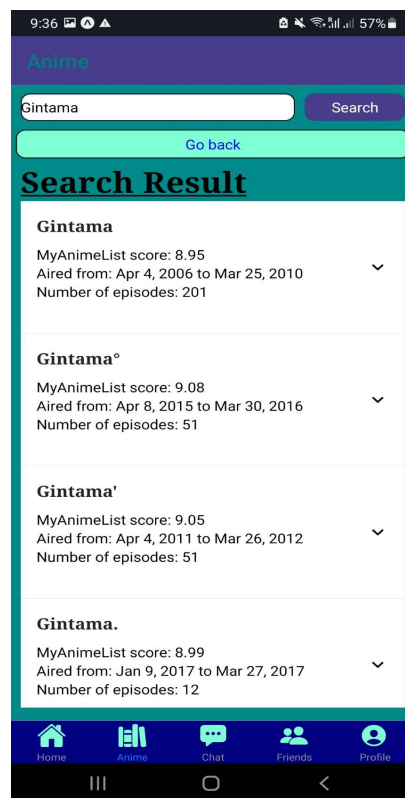 9:36 57%
Anime
Gintama Search
Go back
Search Result
Gintama
MyAnimeList score: 8.95
Aired from: Apr 4, 2006 to Mar 25, 2010
Number of episodes: 201
Gintama°
MyAnimeList score: 9.08
Aired from: Apr 8, 2015 to Mar 30, 2016
Number of episodes: 51
Gintama'
MyAnimeList score: 9.05
Aired from: Apr 4, 2011 to Mar 26, 2012
Number of episodes: 51
Gintama.
MyAnimeList score: 8.99
Aired from: Jan 9, 2017 to Mar 27, 2017
Number of episodes: 12
Home Anime Chat Friends Profile